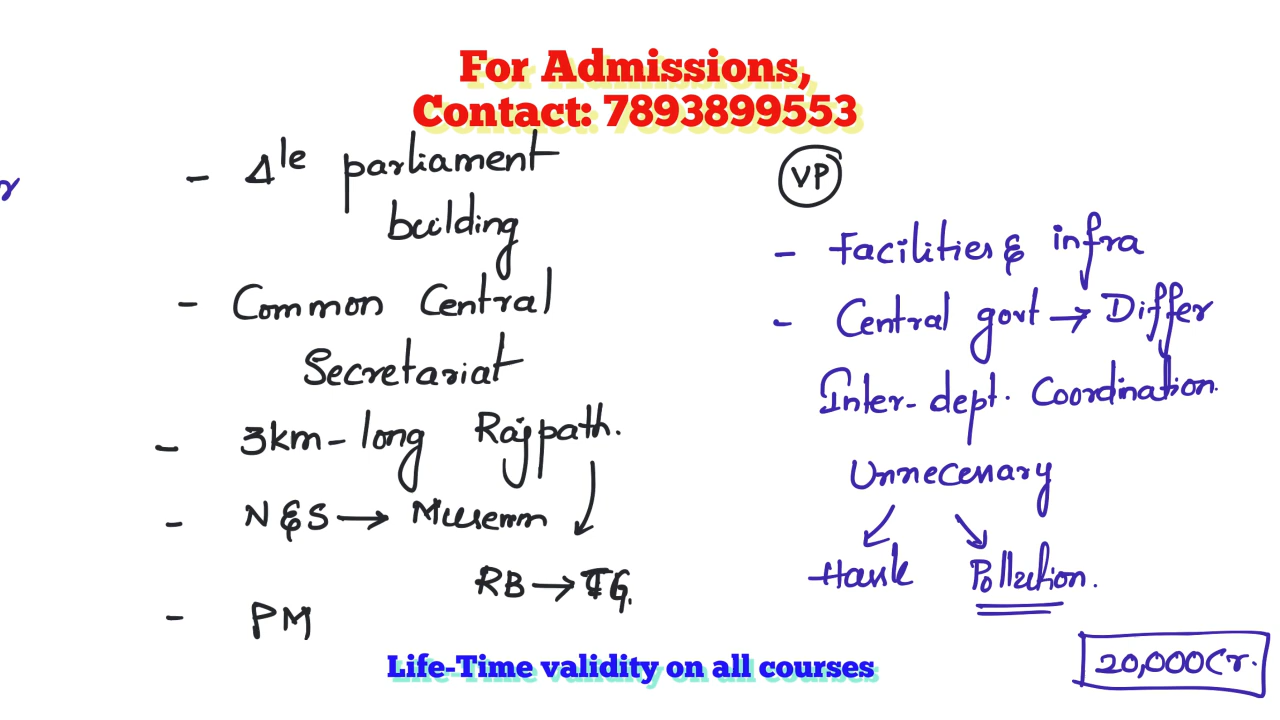 For Admissions,
Contact: 7893899553
r
- Δle parliament
building
- Common Central
Secretariat
- 3km-long Rajpath.
- N & S → Museum
RB → IG.
- PM
VP
- Facilities & infra
- Central govt → Differ
Inter-dept. Coordination.
Unnecessary
Pollution.
20,000Cr.
Life-Time validity on all courses